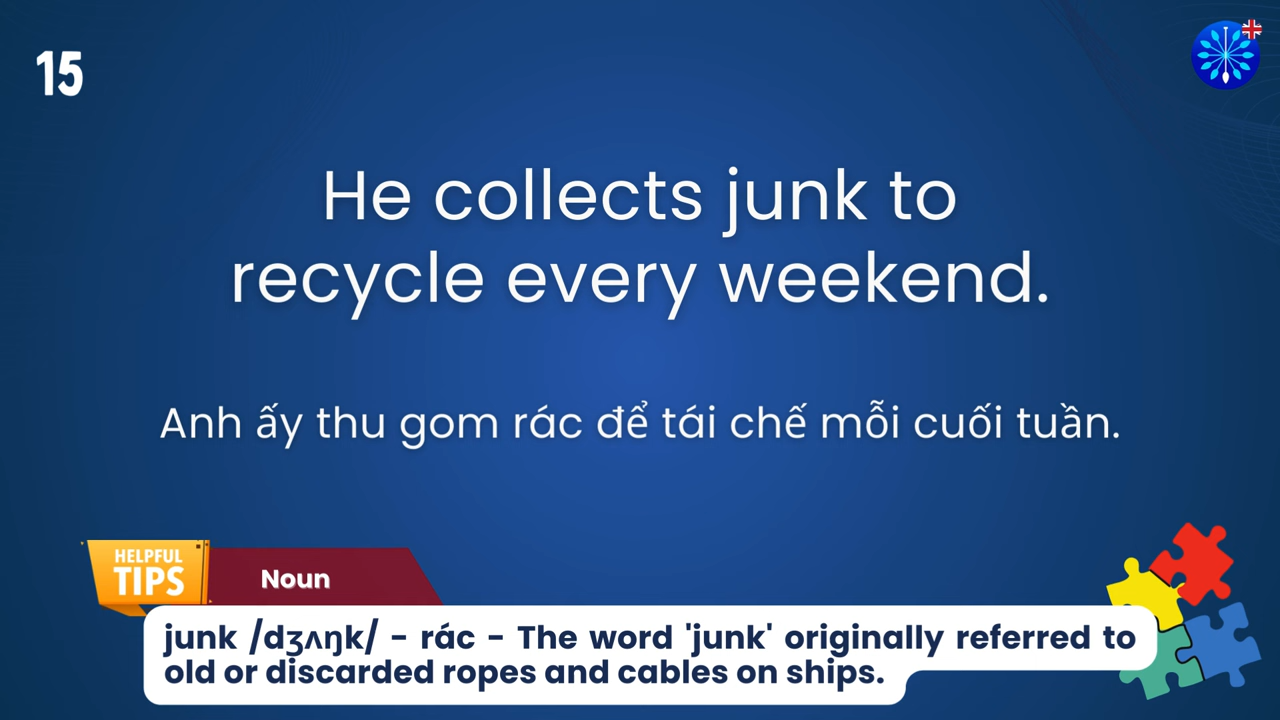 15
He collects junk to
recycle every weekend.
Anh ấy thu gom rác để tái chế mỗi cuối tuần.
HELPFUL
TIPS
Noun
junk /dʒʌŋk/ - rác - The word 'junk' originally referred to
old or discarded ropes and cables on ships.